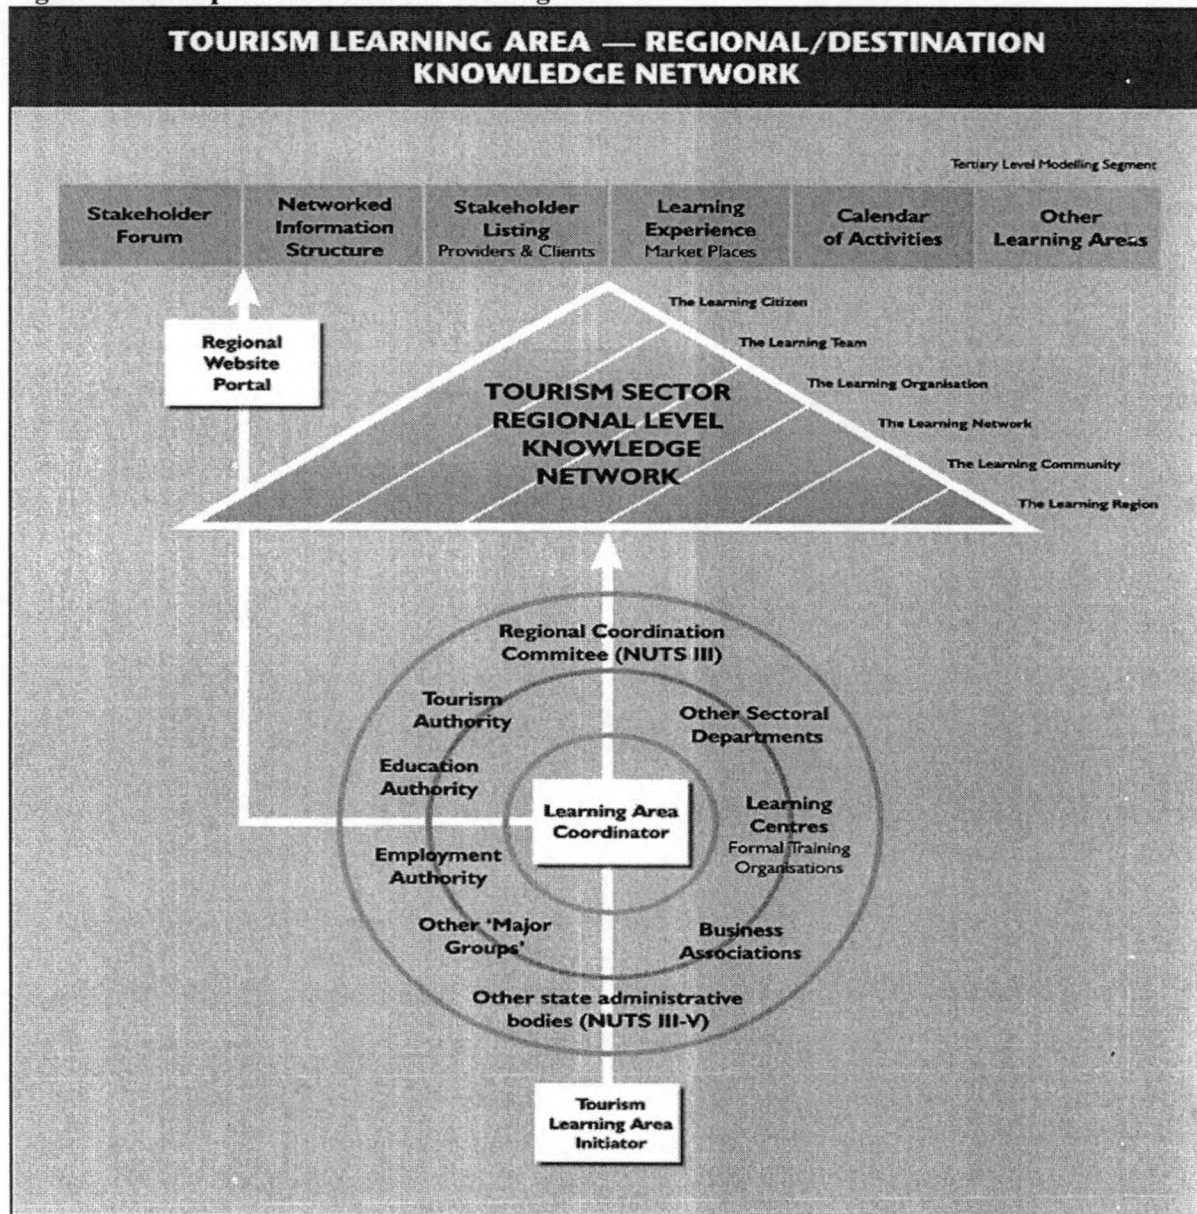 TOURISM LEARNING AREA — REGIONAL/DESTINATION
KNOWLEDGE NETWORK
Tertiary Level Modelling Segment
Stakeholder
Forum
Networked
Information
Structure
Stakeholder
Listing
Providers & Clients
Learning
Experience
Market Places
Calendar
of Activities
Other
Learning Areas
Regional
Website
Portal
The Learning Citizen
The Learning Team
The Learning Organisation
The Learning Network
The Learning Community
The Learning Region
TOURISM SECTOR
REGIONAL LEVEL
KNOWLEDGE
NETWORK
Regional Coordination
Commitee (NUTS III)
Tourism
Authority
Other Sectoral
Departments
Education
Authority
Learning Area
Coordinator
Learning
Centres
Formal Training
Organisations
Employment
Authority
Other 'Major
Groups'
Business
Associations
Other state administrative
bodies (NUTS III-V)
Tourism
Learning Area
Initiator